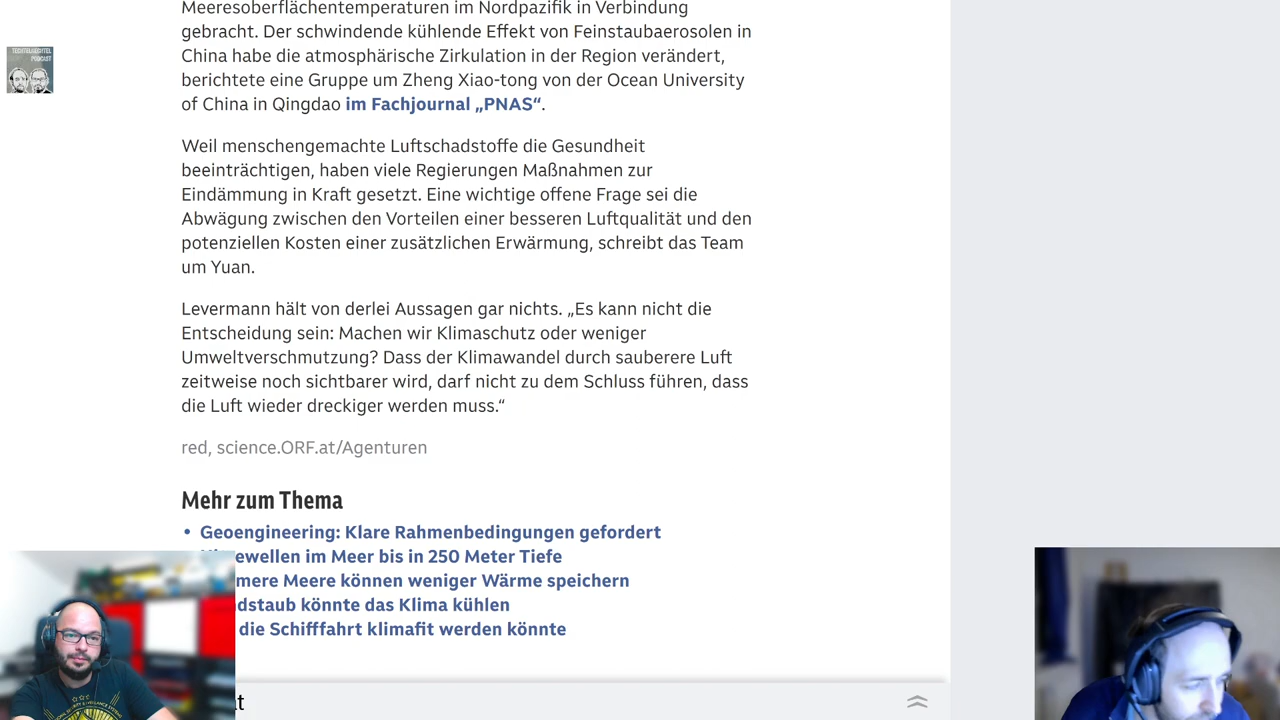 Meeresoberflächentemperaturen im Nordpazifik in Verbindung
gebracht. Der schwindende kühlende Effekt von Feinstaubaerosolen in
China habe die atmosphärische Zirkulation in der Region verändert,
berichtete eine Gruppe um Zheng Xiao-tong von der Ocean University
of China in Qingdao im Fachjournal „PNAS“.
TECHTELMECHTEL
PODCAST
Weil menschengemachte Luftschadstoffe die Gesundheit
beeinträchtigen, haben viele Regierungen Maßnahmen zur
Eindämmung in Kraft gesetzt. Eine wichtige offene Frage sei die
Abwägung zwischen den Vorteilen einer besseren Luftqualität und den
potenziellen Kosten einer zusätzlichen Erwärmung, schreibt das Team
um Yuan.
Levermann hält von derlei Aussagen gar nichts. „Es kann nicht die
Entscheidung sein: Machen wir Klimaschutz oder weniger
Umweltverschmutzung? Dass der Klimawandel durch sauberere Luft
zeitweise noch sichtbarer wird, darf nicht zu dem Schluss führen, dass
die Luft wieder dreckiger werden muss.“
red, science.ORF.at/Agenturen
Mehr zum Thema
• Geoengineering: Klare Rahmenbedingungen gefordert
ewellen im Meer bis in 250 Meter Tiefe
mere Meere können weniger Wärme speichern
dstaub könnte das Klima kühlen
die Schifffahrt klimafit werden könnte
at